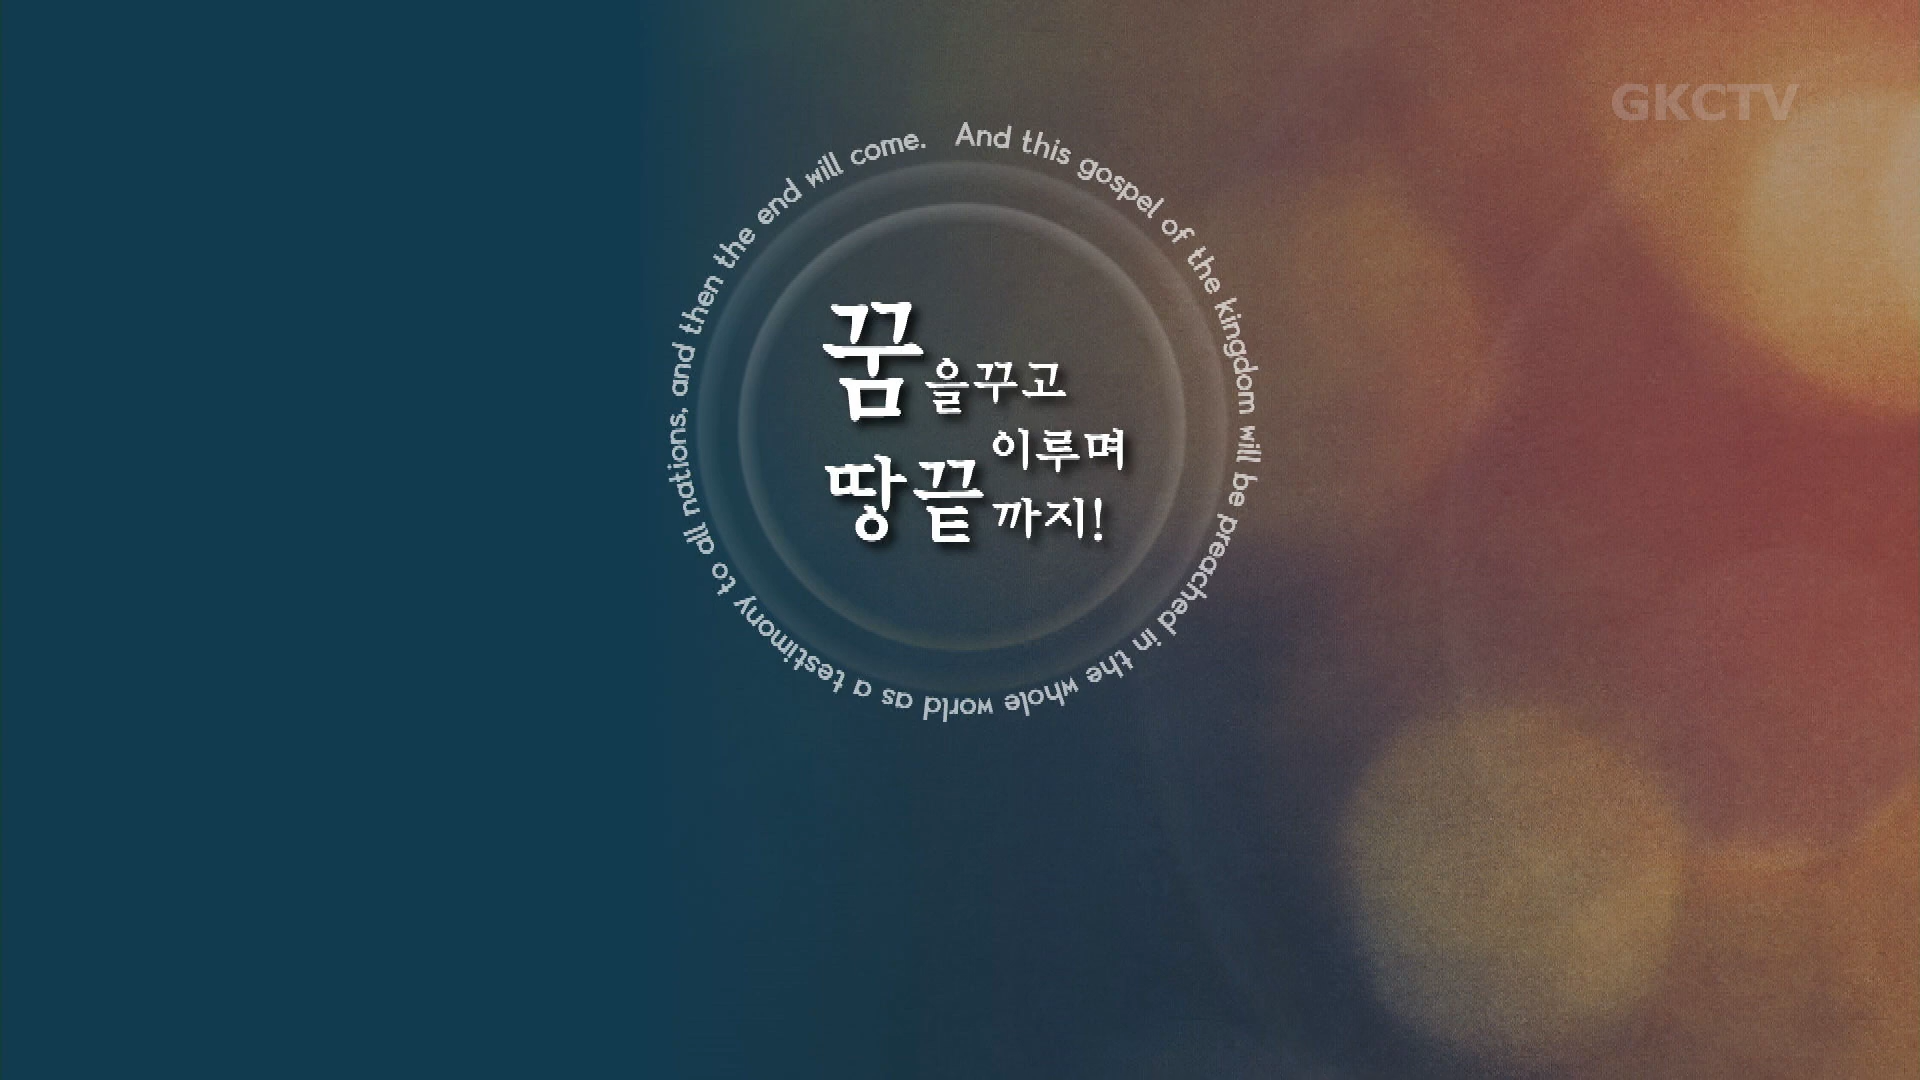 GKCTV
And this gospel of the kingdom will be preached in the whole world as a testimony to all nations, and then the end will come.
꿈을꾸고
이루며
땅끝까지!